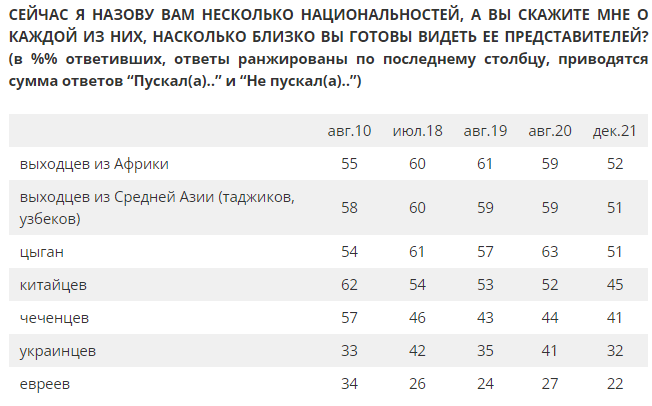 СЕЙЧАС Я НАЗОВУ ВАМ НЕСКОЛЬКО НАЦИОНАЛЬНОСТЕЙ, А ВЫ СКАЖИТЕ МНЕ О
КАЖДОЙ ИЗ НИХ, НАСКОЛЬКО БЛИЗКО ВЫ ГОТОВЫ ВИДЕТЬ ЕЕ ПРЕДСТАВИТЕЛЕЙ?
(в %% ответивших, ответы ранжированы по последнему столбцу, приводятся
сумма ответов “Пускал(а)..” и “Не пускал(а)..”)
авг.10 июл.18 авг.19 авг.20 дек.21
выходцев из Африки 55 60 61 59 52
выходцев из Средней Азии (таджиков,
узбеков) 58 60 59 59 51
цыган 54 61 57 63 51
китайцев 62 54 53 52 45
чеченцев 57 46 43 44 41
украинцев 33 42 35 41 32
евреев 34 26 24 27 22